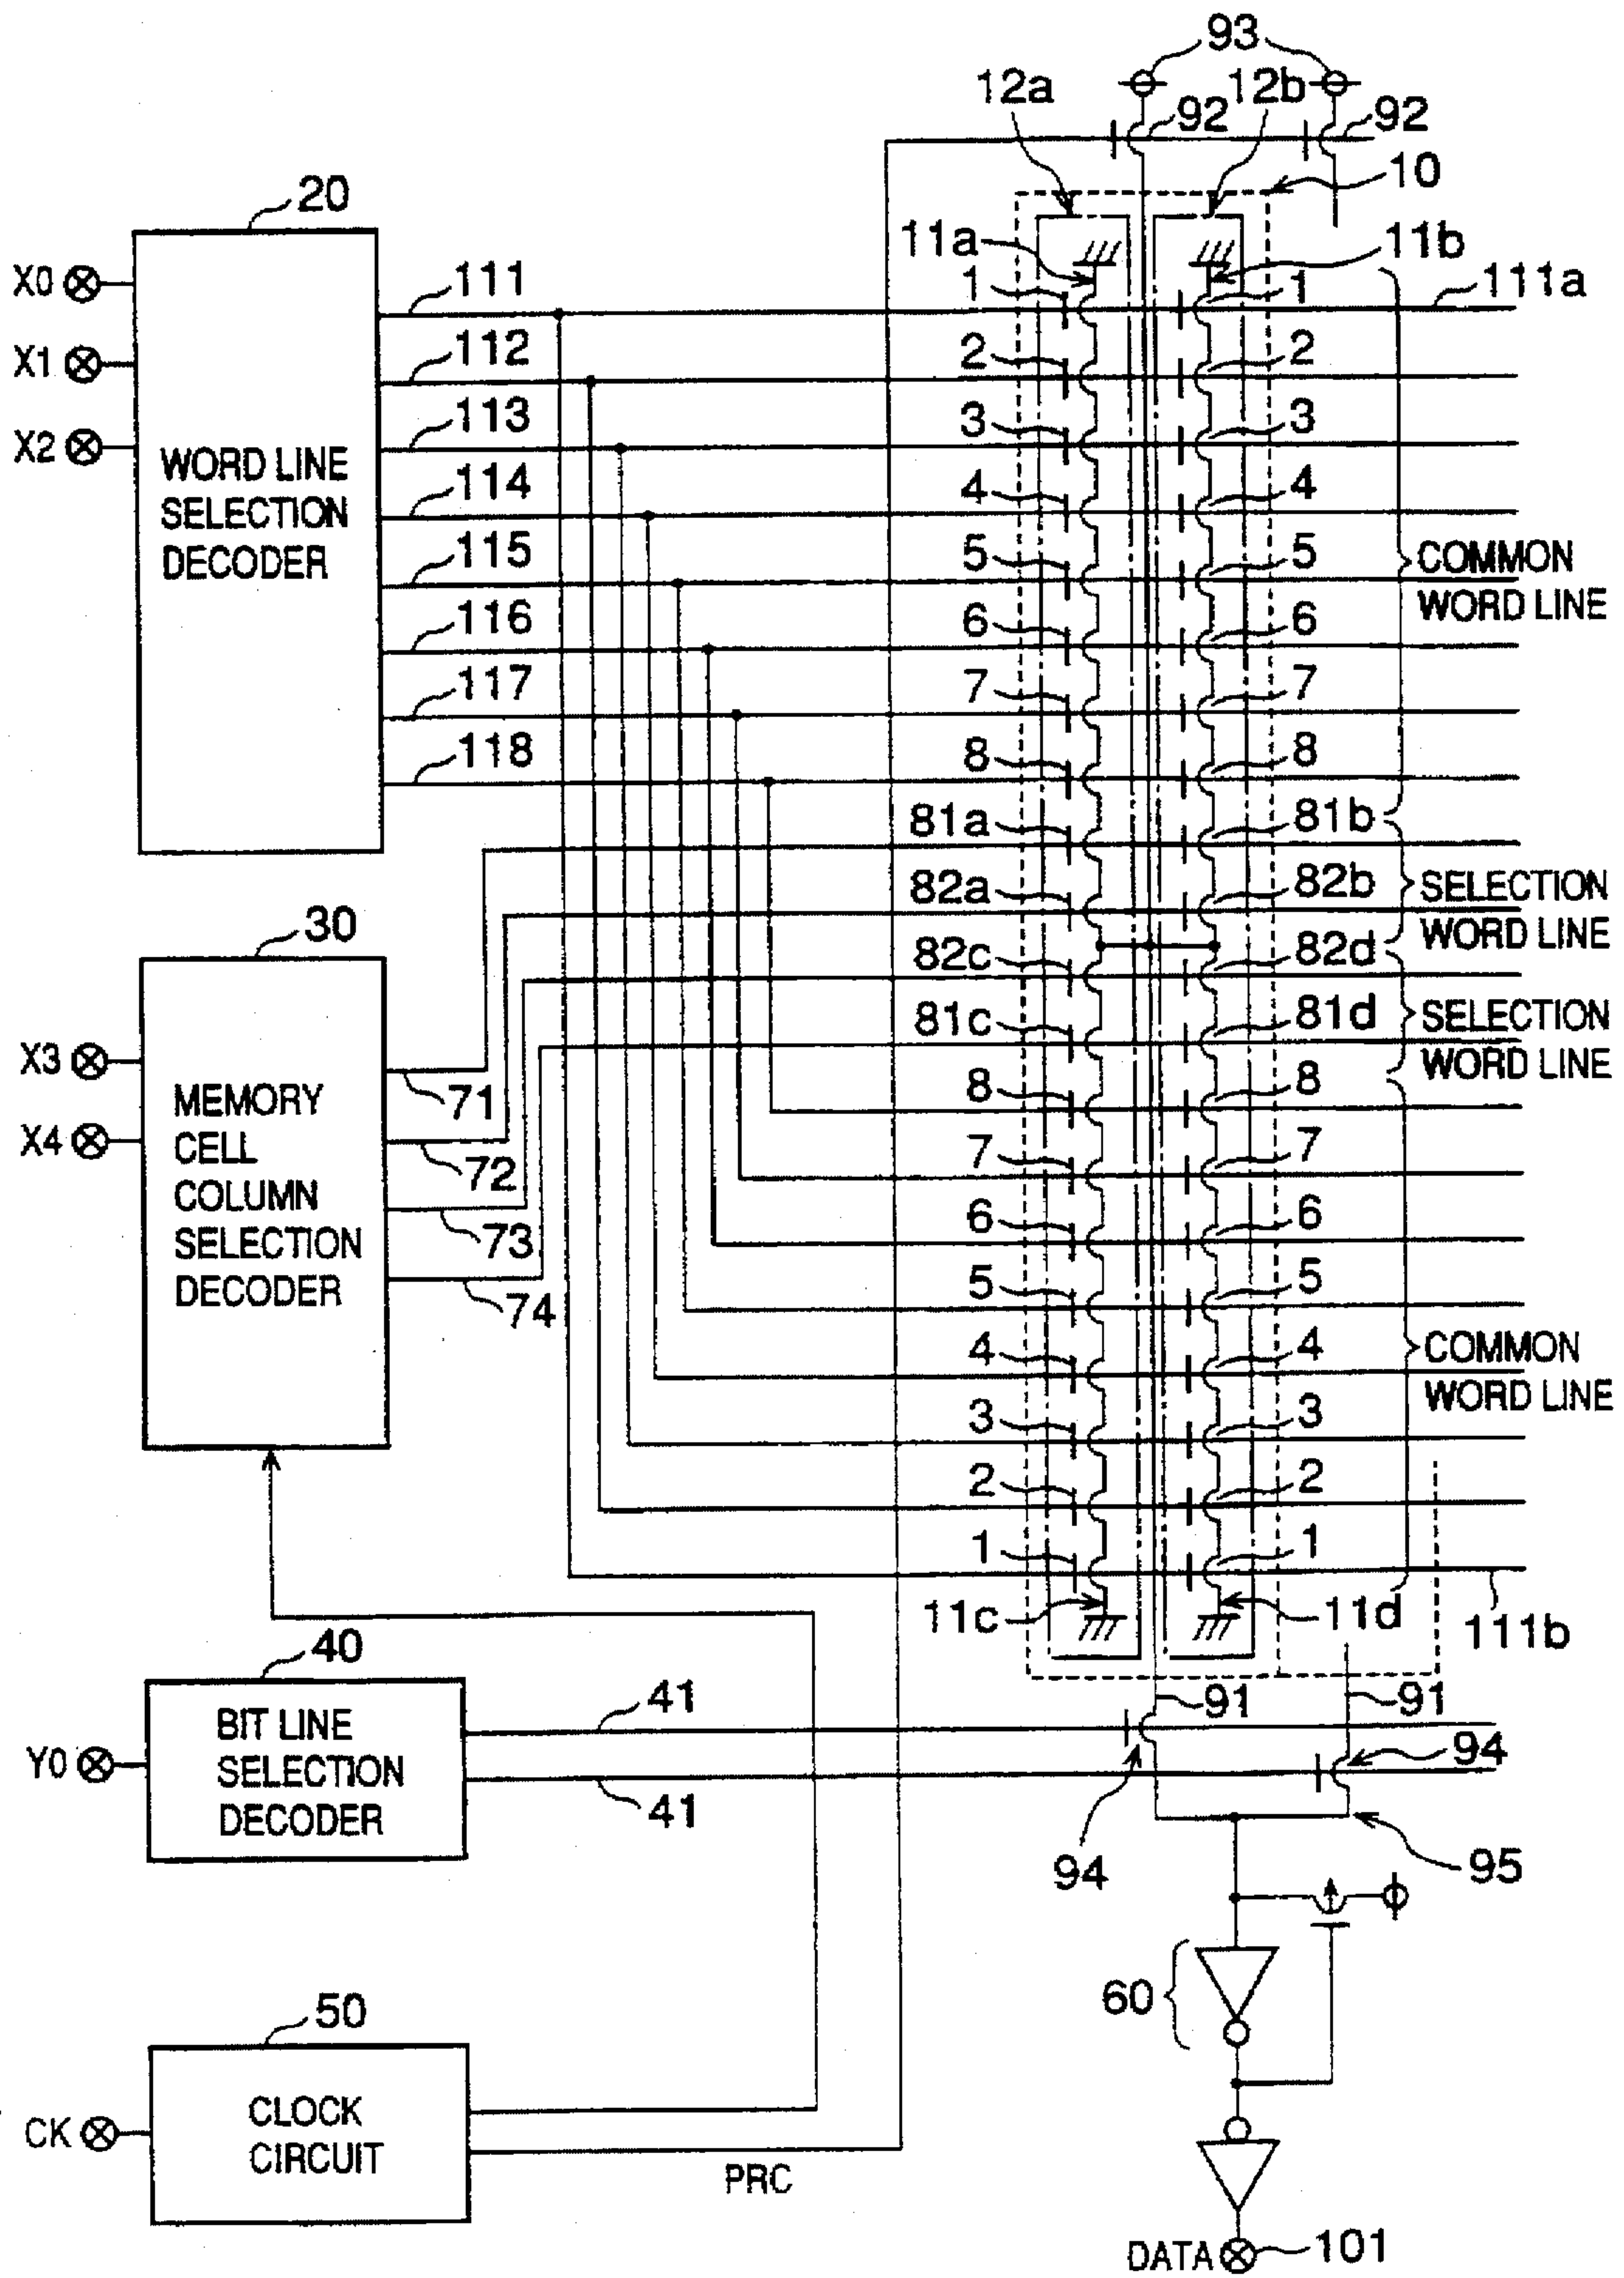 93
12a
12b
92
92
10
20
11a
11b
X0
111
1
1
111a
X1
112
2
2
X2
113
3
3
WORD LINE
SELECTION
DECODER
114
4
4
115
5
5
COMMON
WORD LINE
116
6
6
117
7
7
118
8
8
81a
81b
82a
82b
SELECTION
WORD LINE
30
82c
82d
81c
81d
SELECTION
WORD LINE
X3
71
8
8
MEMORY
CELL
COLUMN
SELECTION
DECODER
X4
72
7
7
73
6
6
74
5
5
4
4
COMMON
WORD LINE
3
3
2
2
1
1
11c
11d
111b
40
BIT LINE
SELECTION
DECODER
41
91
91
Y0
41
94
94
95
60
50
CLOCK
CIRCUIT
CK
PRC
DATA
101